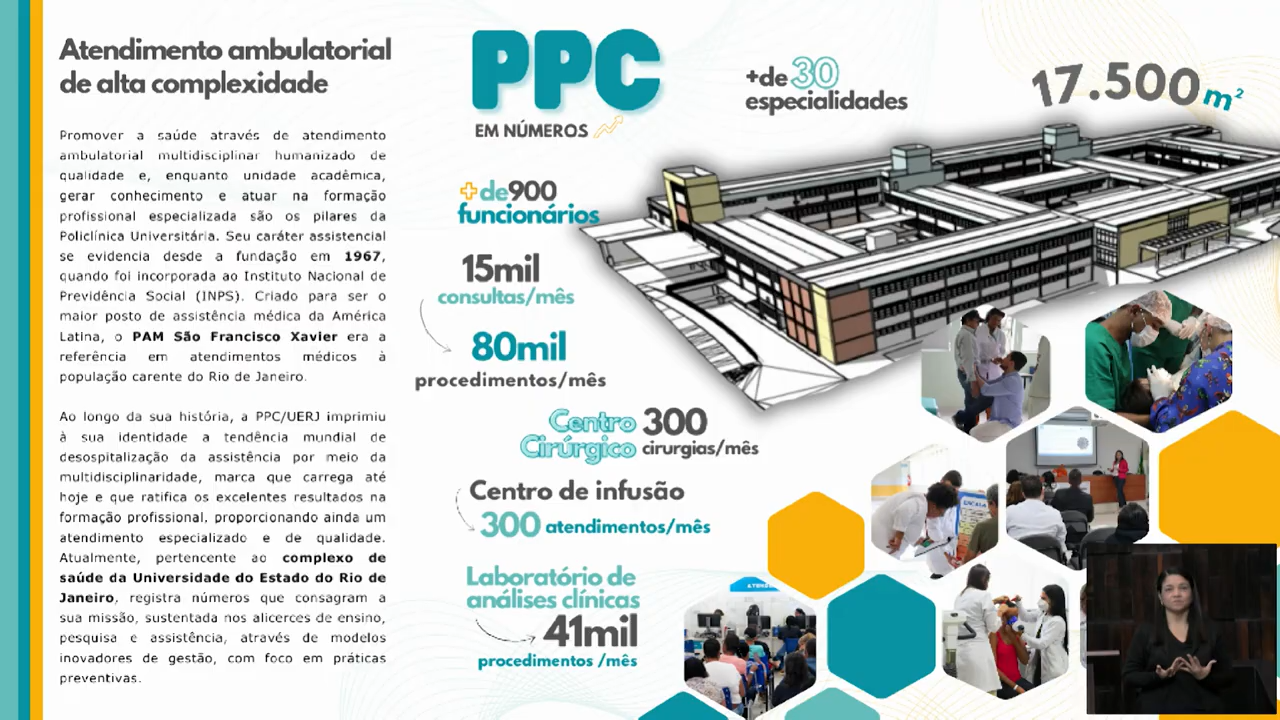 Atendimento ambulatorial
de alta complexidade
Promover a saúde através de atendimento
ambulatorial multidisciplinar humanizado de
qualidade e, enquanto unidade acadêmica,
gerar conhecimento e atuar na formação
profissional especializada são os pilares da
Policlínica Universitária. Seu caráter assistencial
se evidencia desde a fundação em 1967,
quando foi incorporada ao Instituto Nacional de
Previdência Social (INPS). Criado para ser o
maior posto de assistência médica da América
Latina, o PAM São Francisco Xavier era a
referência em atendimentos médicos à
população carente do Rio de Janeiro.
Ao longo da sua história, a PPC/UERJ imprimiu
à sua identidade a tendência mundial de
desospitalização da assistência por meio da
multidisciplinaridade, marca que carrega até
hoje e que ratifica os excelentes resultados na
formação profissional, proporcionando ainda um
atendimento especializado e de qualidade.
Atualmente, pertencente ao complexo de
saúde da Universidade do Estado do Rio de
Janeiro, registra números que consagram a
sua missão, sustentada nos alicerces de ensino,
pesquisa e assistência, através de modelos
inovadores de gestão, com foco em práticas
preventivas.
PPC
EM NÚMEROS
+de 30
especialidades
17.500 m²
+de 900
funcionários
15mil
consultas/mês
80mil
procedimentos/mês
Centro
Cirúrgico
300
cirurgias/mês
Centro de infusão
300 atendimentos/mês
Laboratório de
análises clínicas
41mil
procedimentos /mês